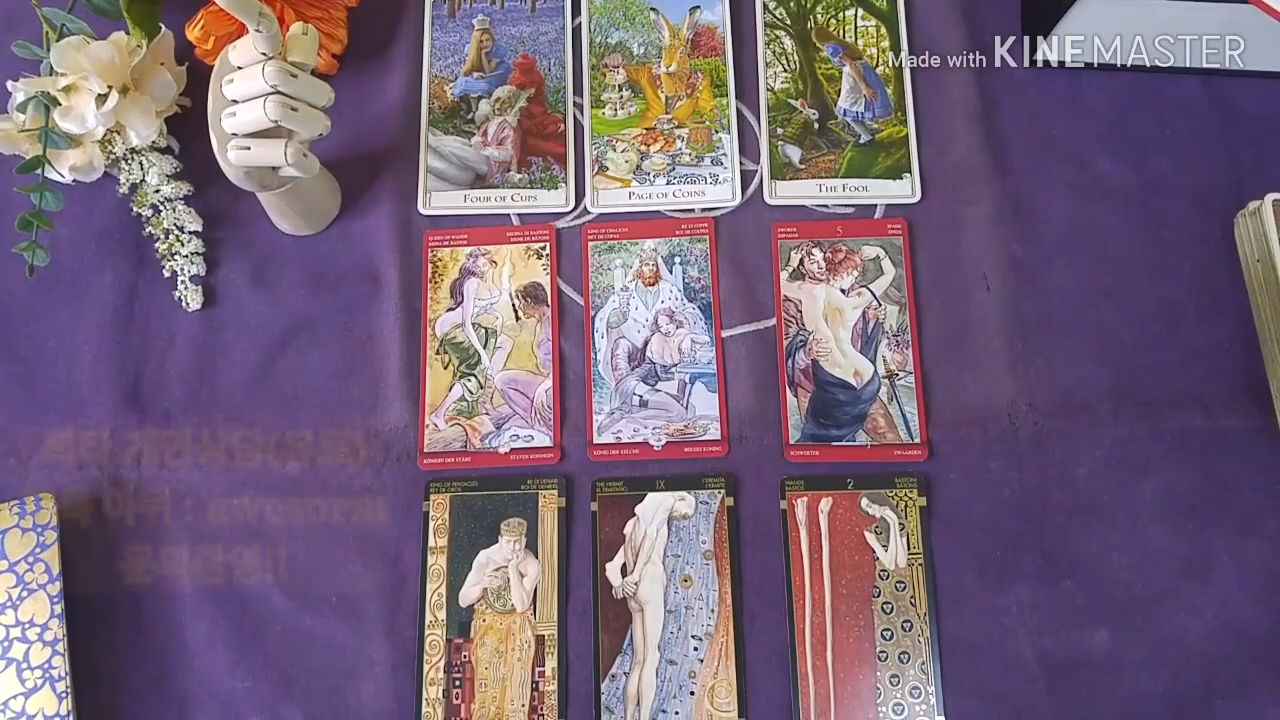 Made with KINEMASTER
FOUR OF CUPS
PAGE OF COINS
THE FOOL
QUEEN OF WANDS
REINA DE BASTOS
REGINA DI BASTONI
REINE DE BÂTONS
KÖNIGIN DER STÄBE
STAVEN KONINGIN
KING OF CHALICES
REY DE COPAS
RE DI COPPE
ROI DE COUPES
KÖNIG DER KELCHE
BEKERS KONING
SWORDS
ESPADAS
5
SPADE
ÉPÉES
SCHWERTER
ZWAARDEN
KING OF PENTACLES
REY DE OROS
RE DI DENARI
ROI DE DENIERS
THE HERMIT
EL ERMITAÑO
IX
L'EREMITA
L'ERMITE
WANDS
BASTOS
2
BASTONI
BÂTONS